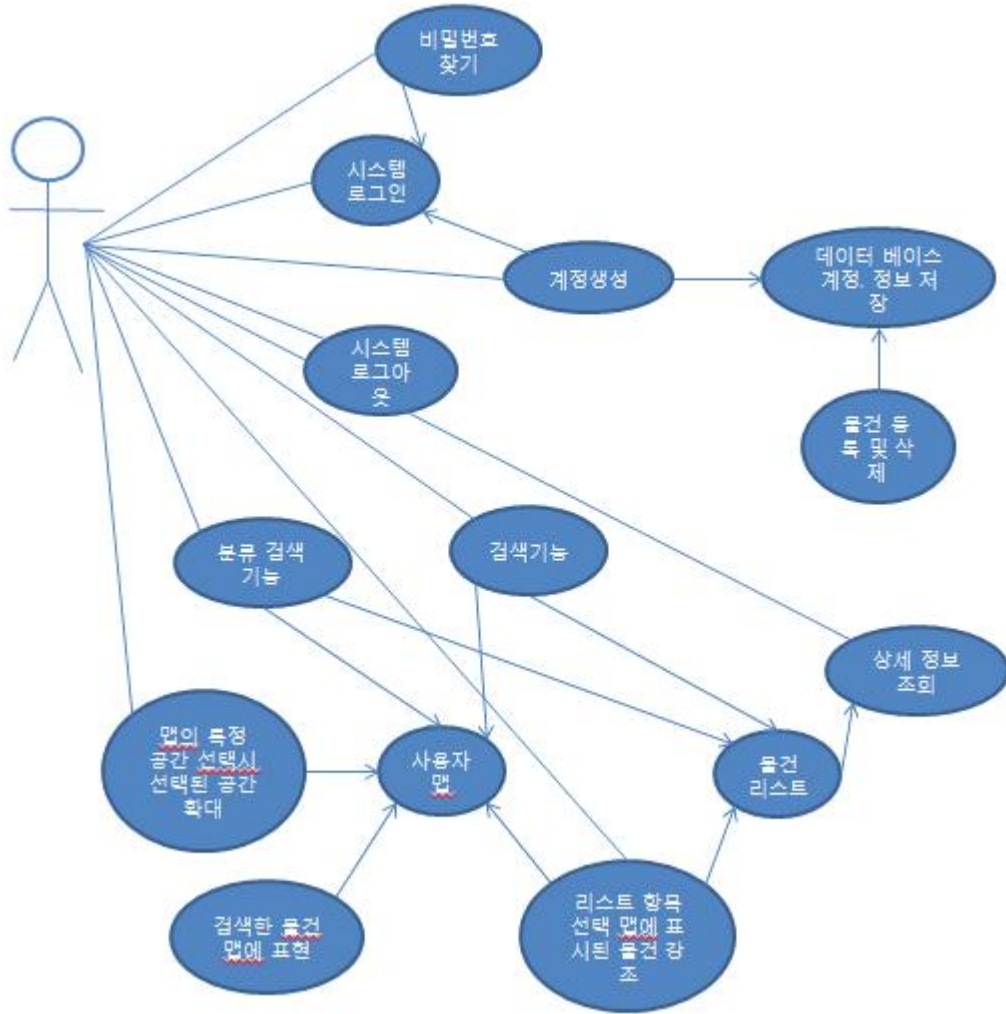 비밀번호
찾기
시스템
로그인
계정생성
데이터 베이스
계정, 정보 저
장
시스템
로그아
웃
물건 등
록 및 삭
제
분류 검색
기능
검색기능
상세 정보
조회
맵의 특정
공간 선택시
선택된 공간
확대
사용자
맵
물건
리스트
검색한 물건
맵에 표현
리스트 항목
선택 맵에 표
시된 물건 강
조